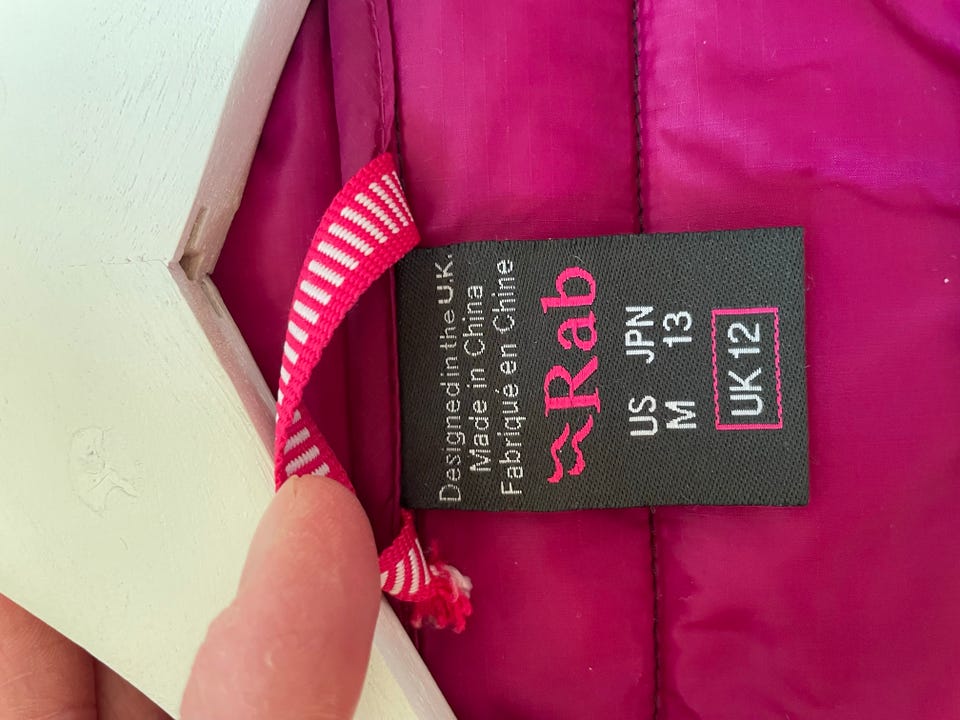 Designed in the U.K.
Made in China
Fabriqué en Chine
Rab
US JPN
M 13
UK 12